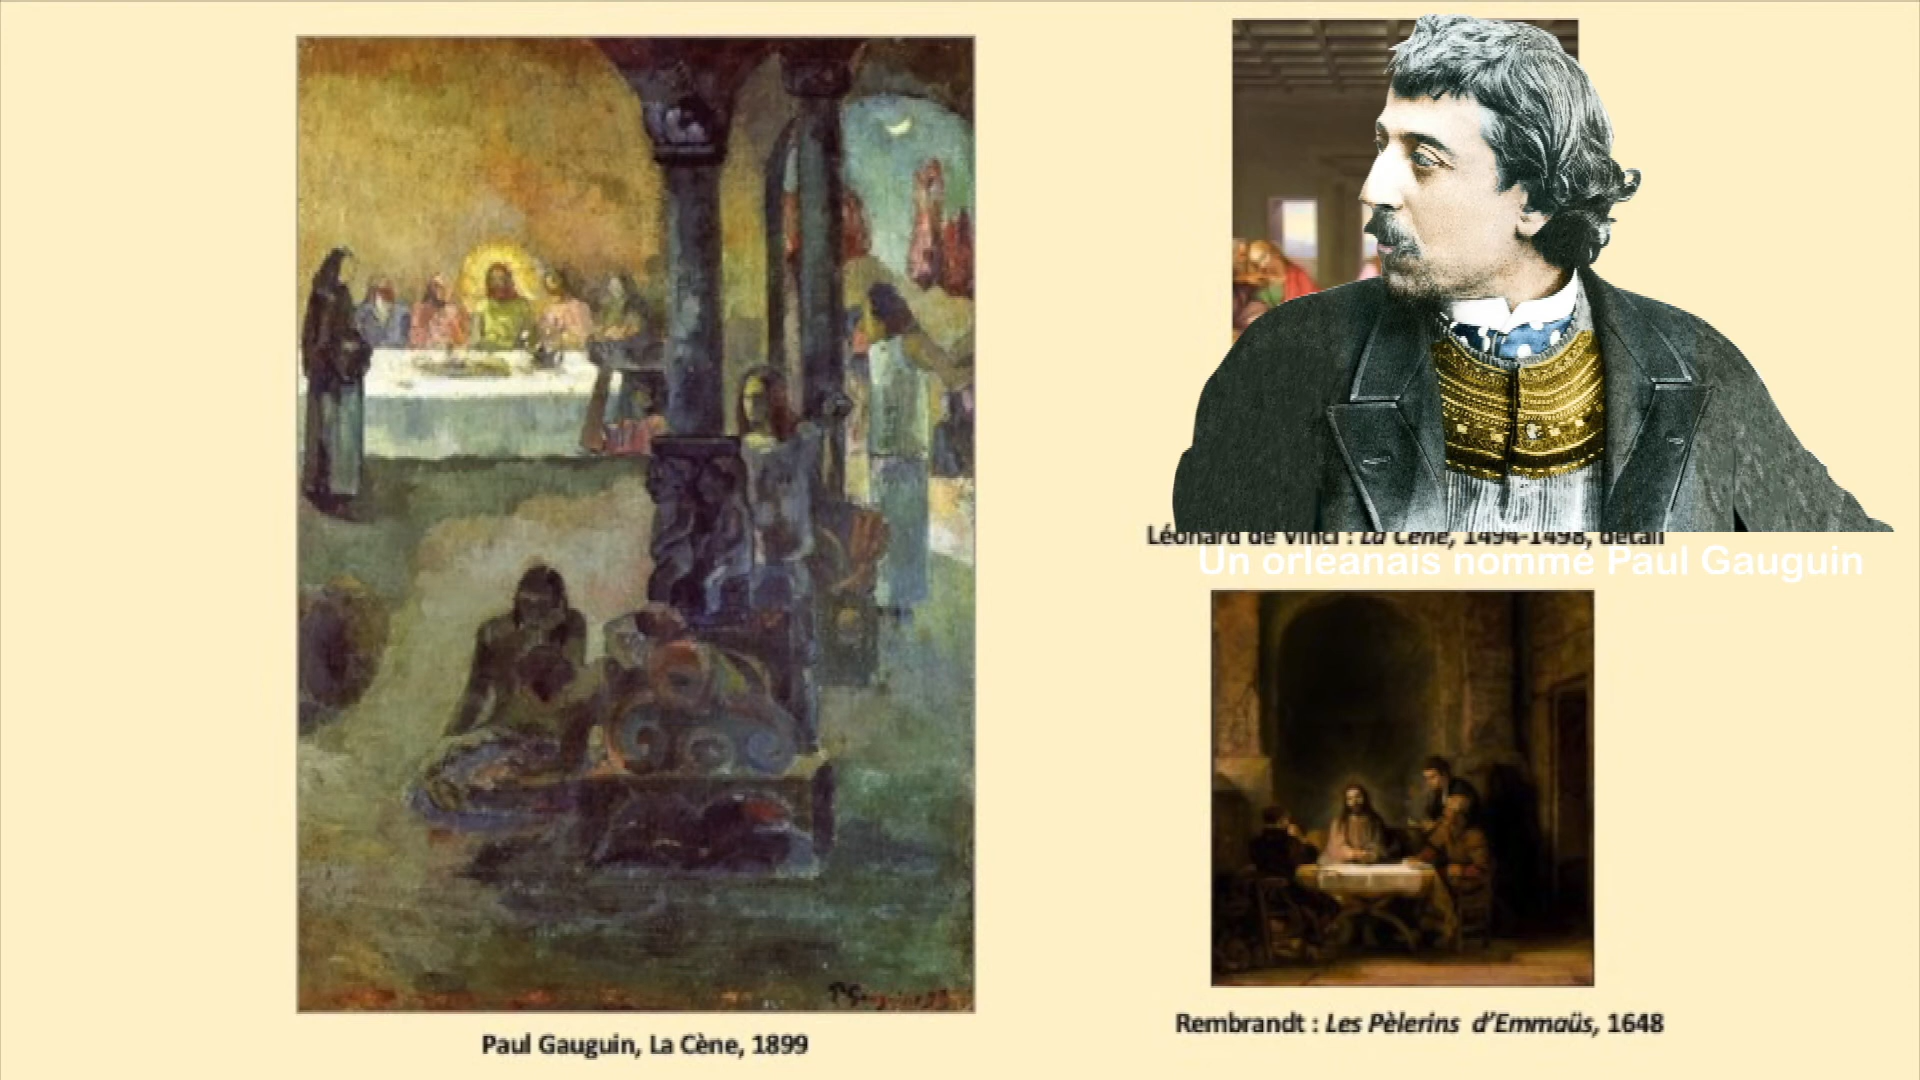 Léonard de Vinci : La Cène, 1494-1498, détail
Un orléanais nommé Paul Gauguin
Rembrandt : Les Pèlerins d'Emmaüs, 1648
Paul Gauguin, La Cène, 1899